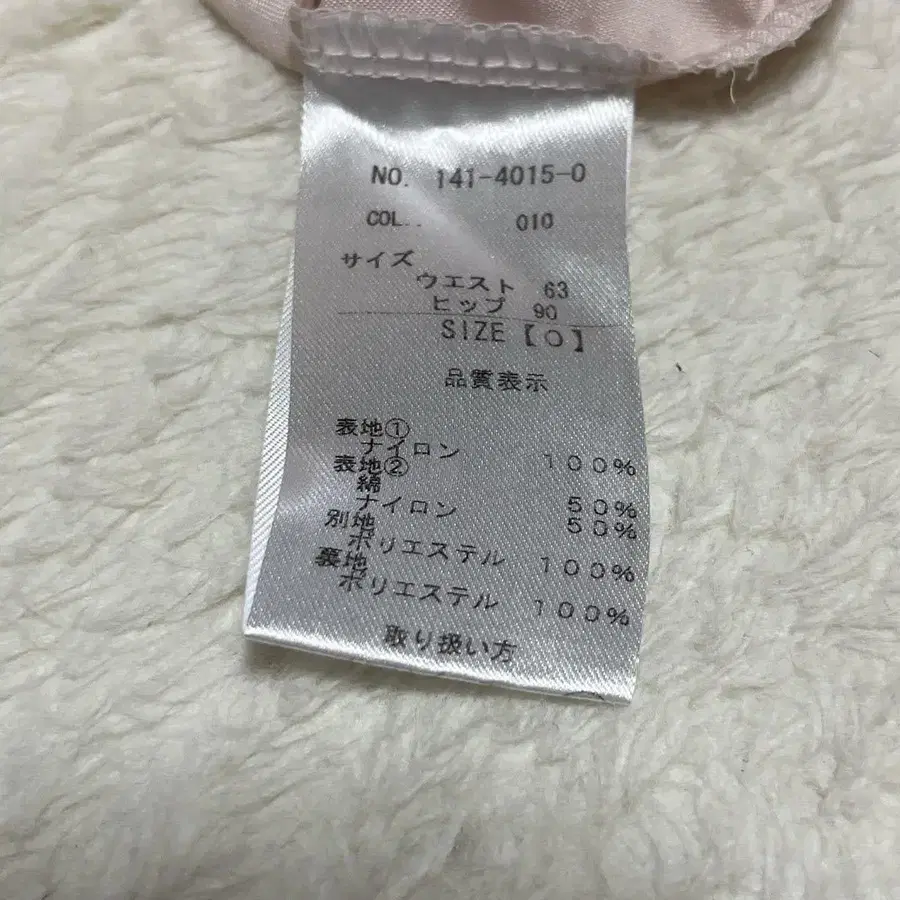 NO. 141-4015-0
COL. 010
サイズ
ウエスト 63
ヒップ 90
SIZE【0】
品質表示
表地①
ナイロン 100%
表地②
綿 50%
ナイロン 50%
別地
ポリエステル 100%
裏地
ポリエステル 100%
取り扱い方